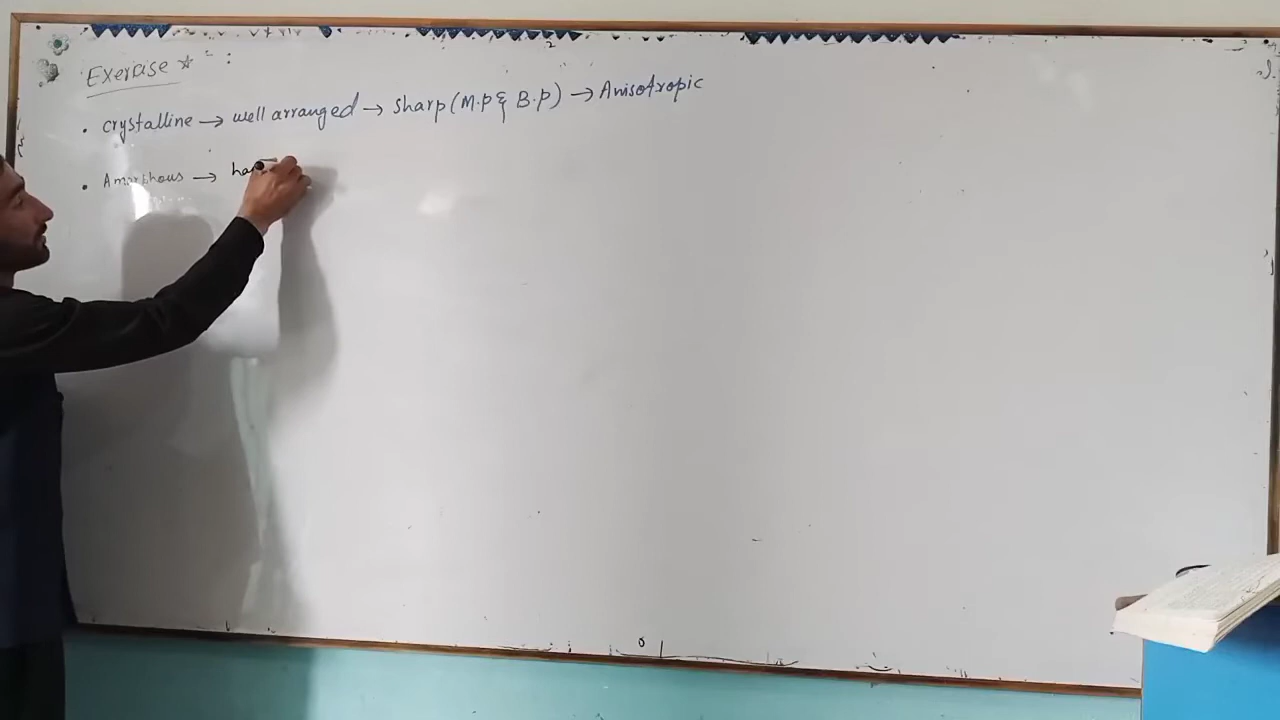 Exercise * :
• crystalline → well arranged → sharp (M.p & B.p) → Anisotropic
• Amorphous → ha